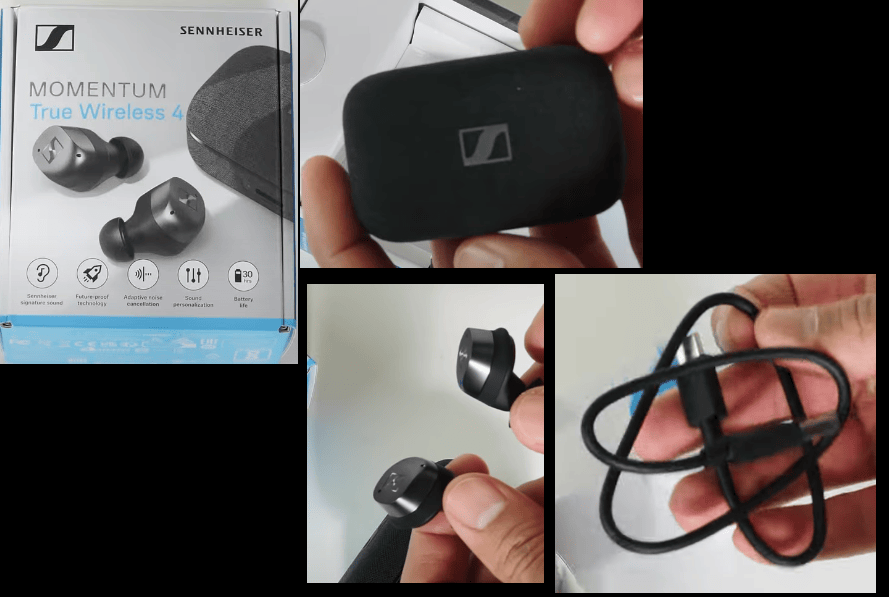 SENNHEISER
MOMENTUM
True Wireless 4
30
hrs
Sennheiser
signature sound
Future-proof
technology
Adaptive noise
cancellation
Sound
personalization
Battery
life